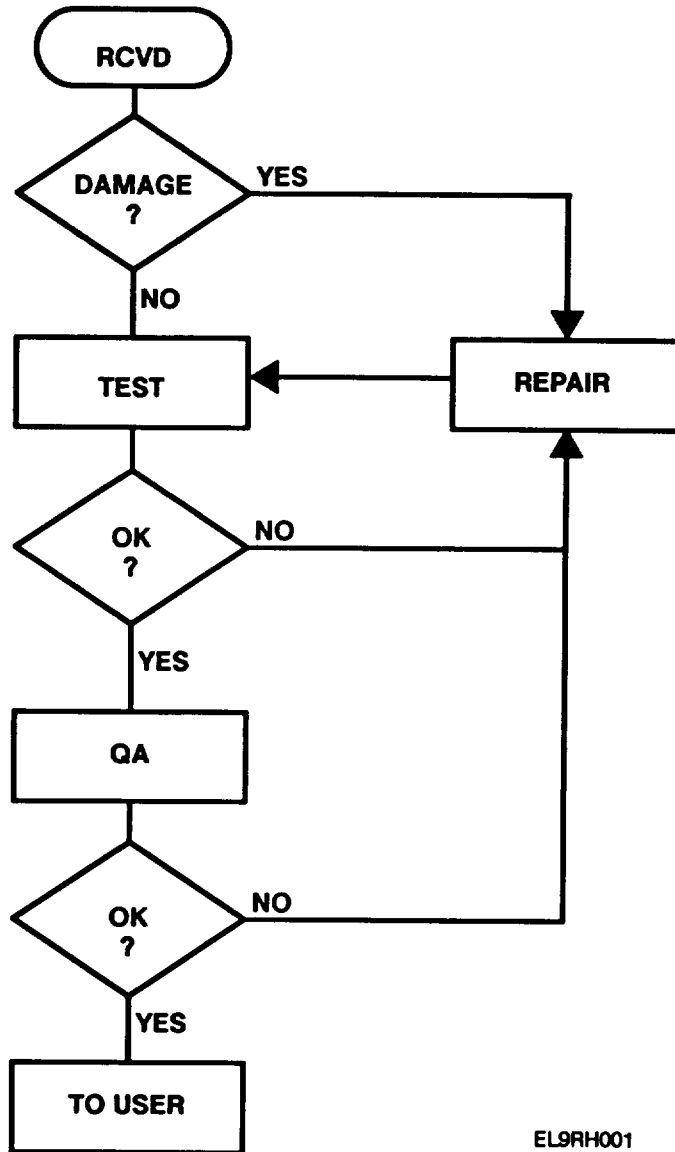 RCVD
DAMAGE
?
YES
NO
TEST
REPAIR
OK
?
NO
YES
QA
OK
?
NO
YES
TO USER
EL9RH001